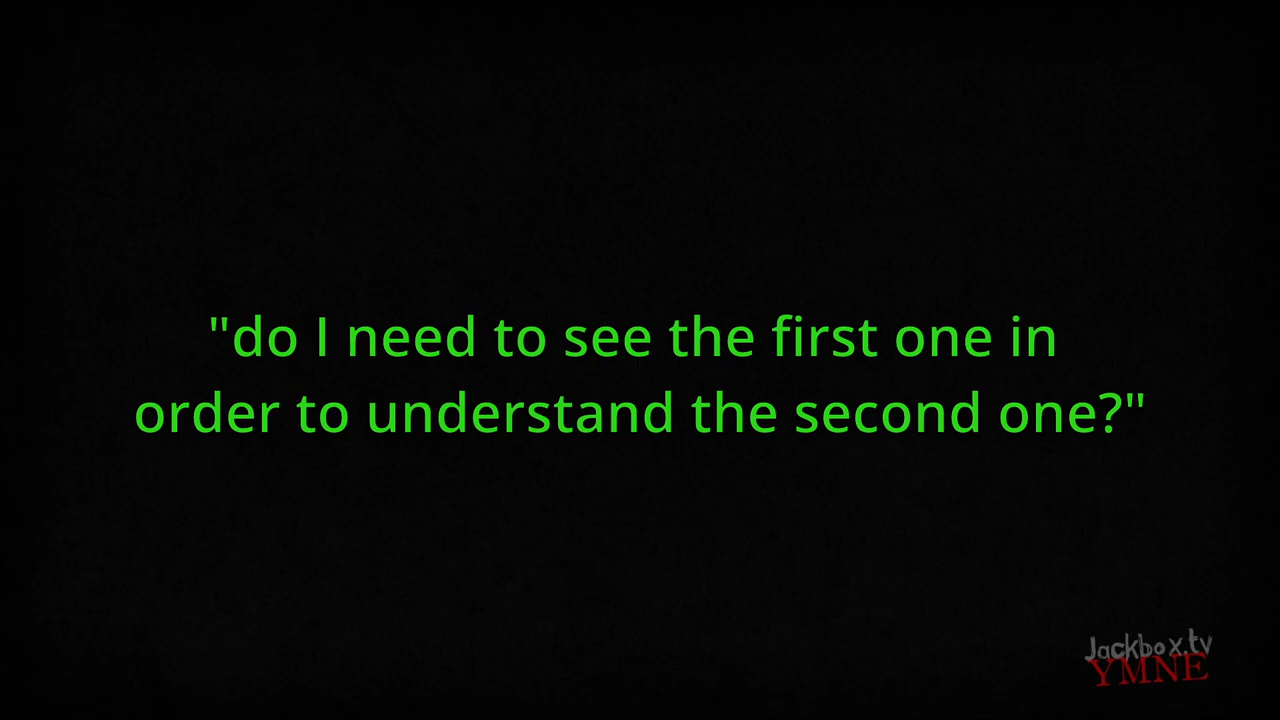 "do I need to see the first one in
order to understand the second one?"
Jackbox.tv
YMNE